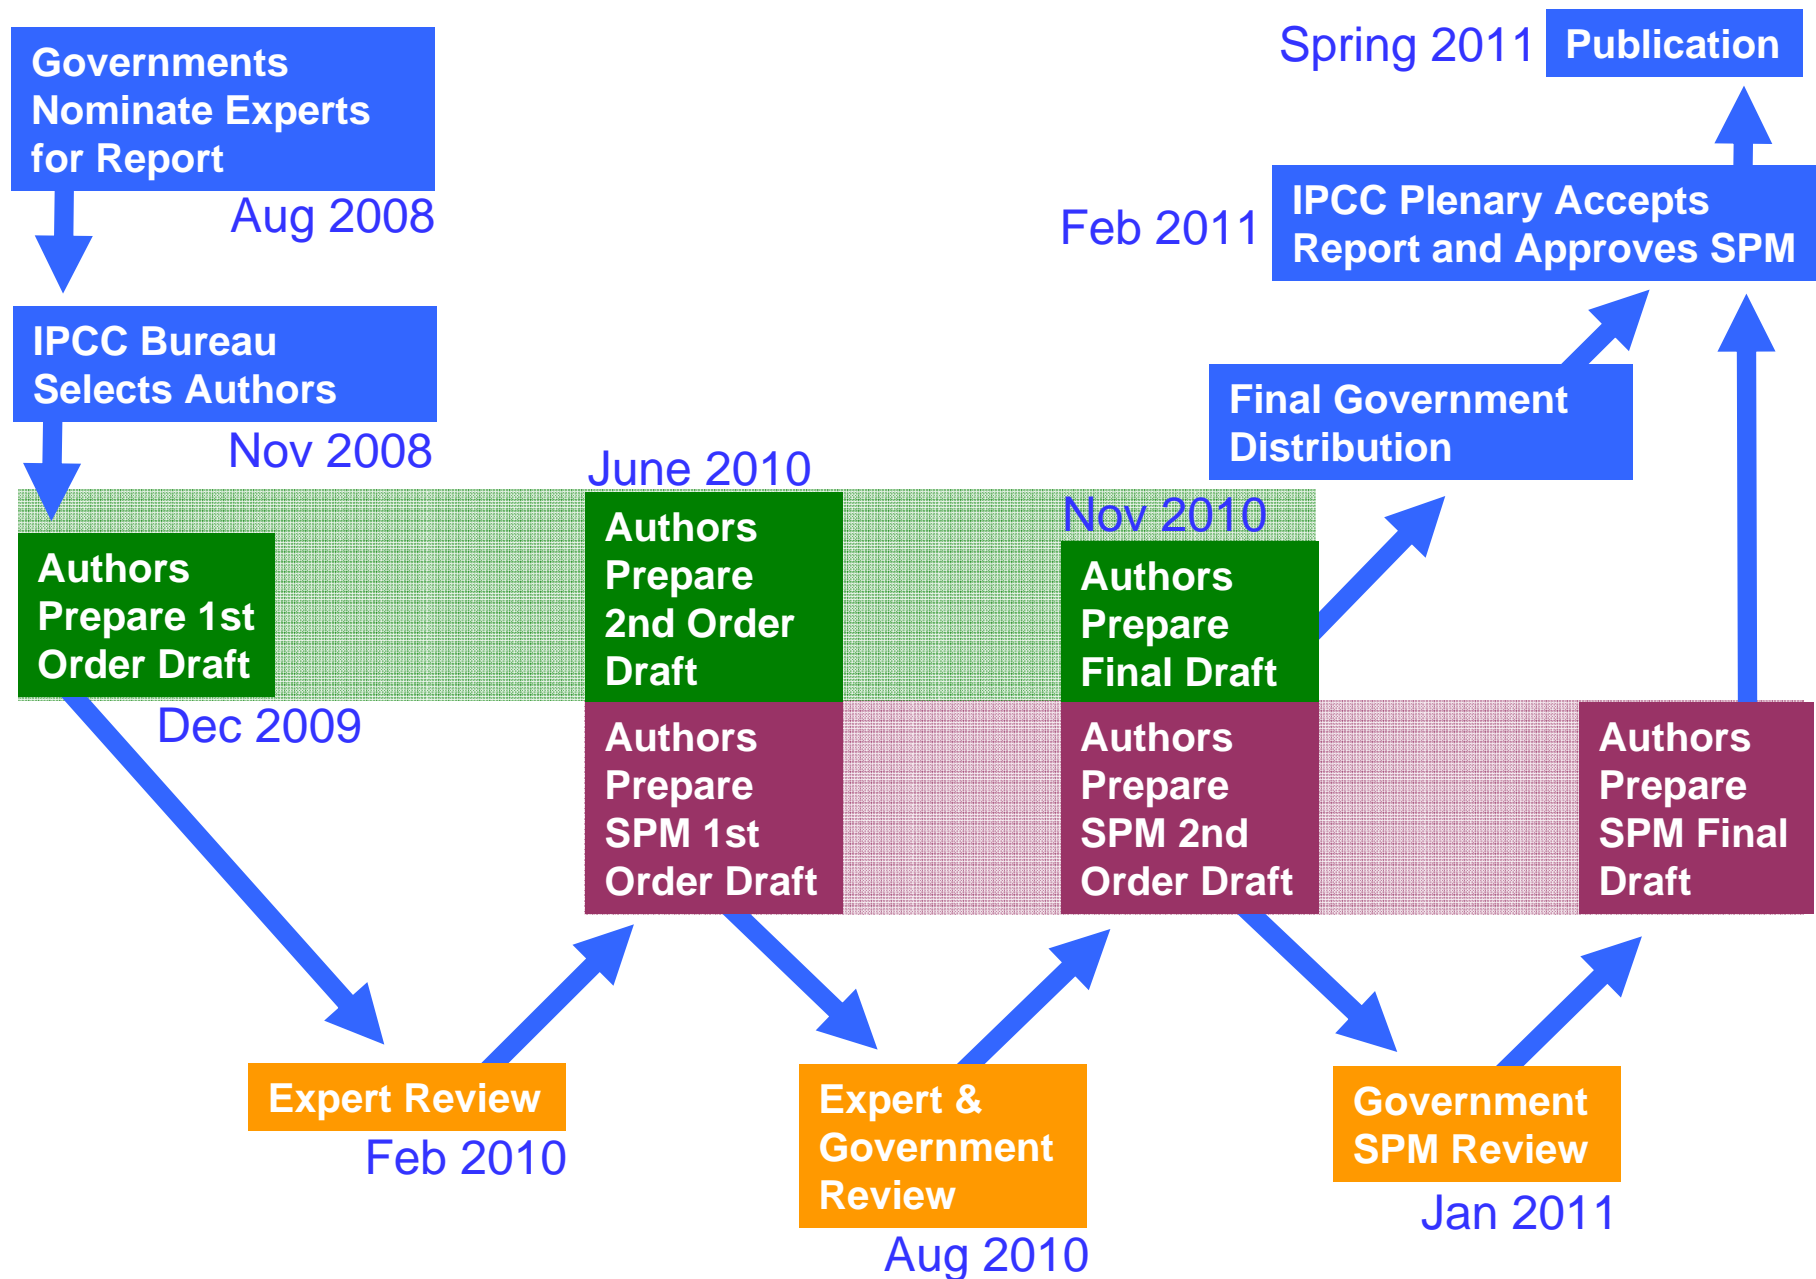 Governments
Nominate Experts
for Report
Aug 2008
IPCC Bureau
Selects Authors
Nov 2008
Authors
Prepare 1st
Order Draft
Dec 2009
Expert Review
Feb 2010
June 2010
Authors
Prepare
2nd Order
Draft
Authors
Prepare
SPM 1st
Order Draft
Expert &
Government
Review
Aug 2010
Nov 2010
Authors
Prepare
Final Draft
Authors
Prepare
SPM 2nd
Order Draft
Government
SPM Review
Jan 2011
Authors
Prepare
SPM Final
Draft
Final Government
Distribution
Feb 2011
IPCC Plenary Accepts
Report and Approves SPM
Spring 2011
Publication